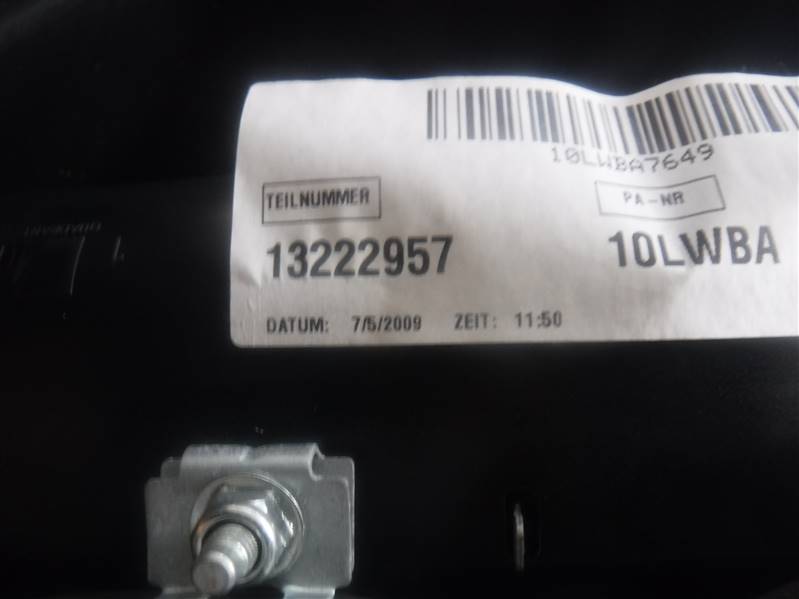 10LWBA7649
TEILNUMMER
PA-NR
13222957
10LWBA
DATUM: 7/5/2009 ZEIT: 11:50